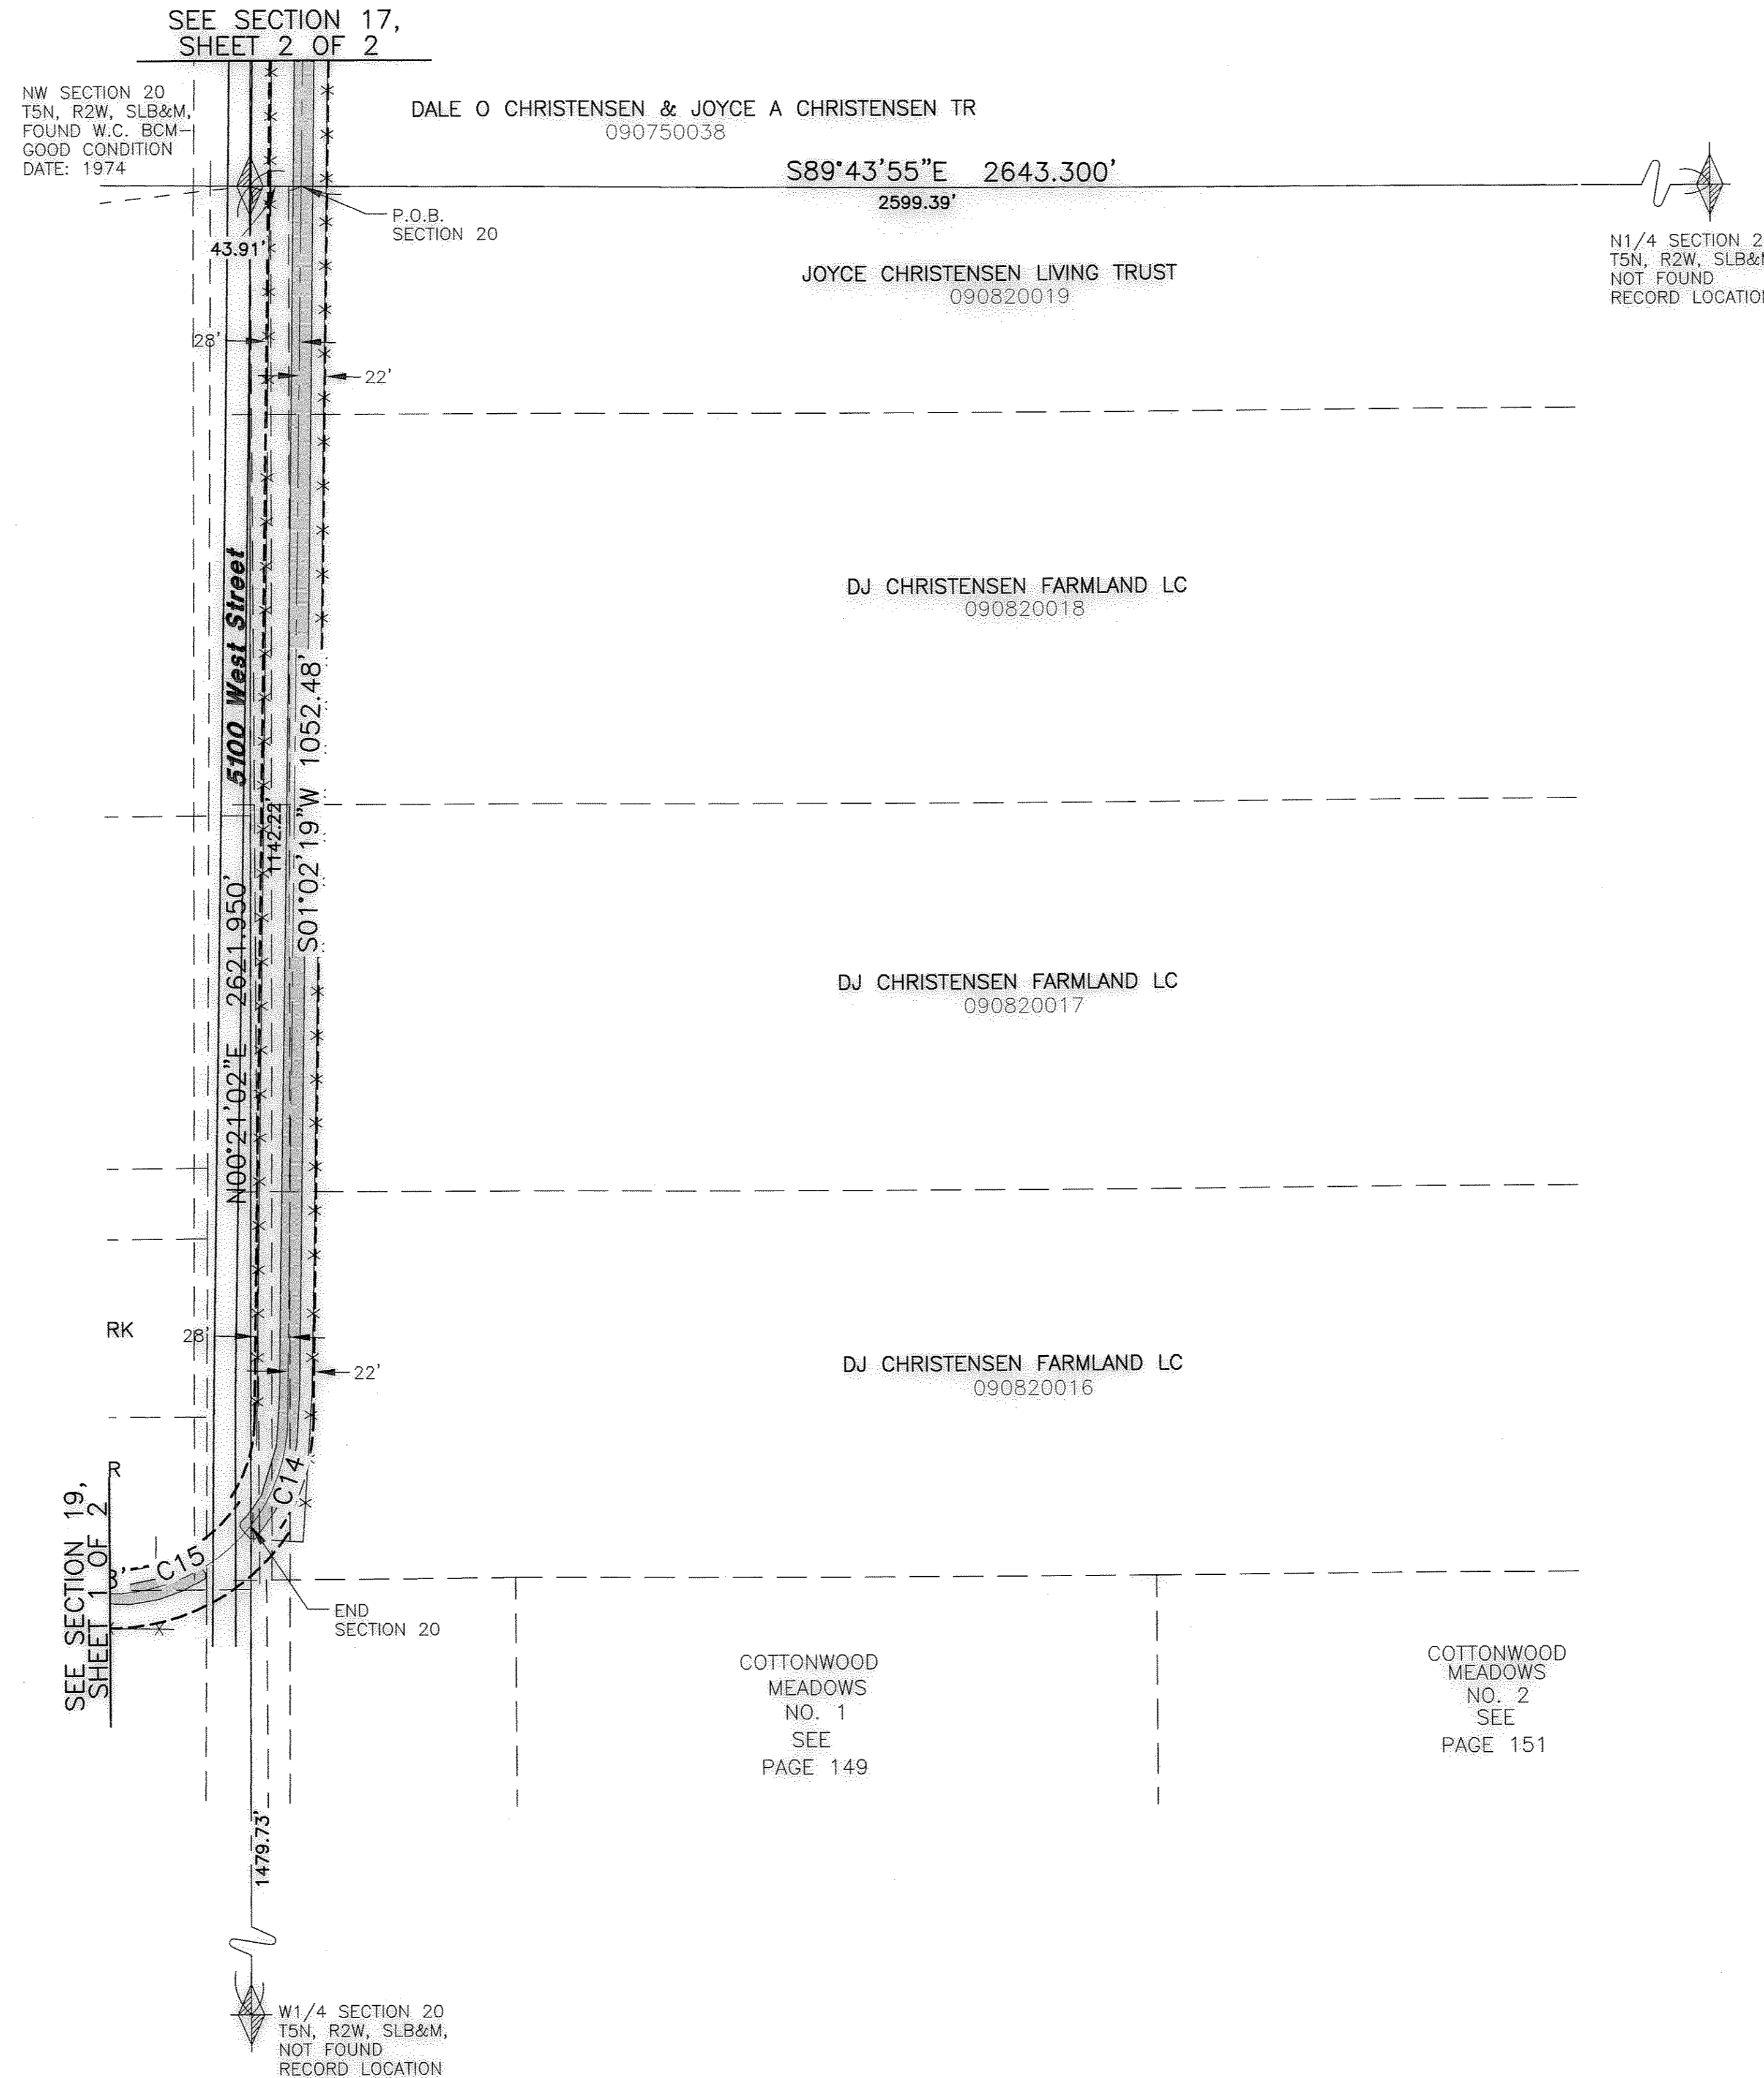 SEE SECTION 17,
SHEET 2 OF 2
NW SECTION 20
T5N, R2W, SLB&M,
FOUND W.C. BCM
GOOD CONDITION
DATE: 1974
DALE O CHRISTENSEN & JOYCE A CHRISTENSEN TR
090750038
S89°43'55"E 2643.300'
2599.39'
P.O.B.
SECTION 20
43.91'
N1/4 SECTION 2
T5N, R2W, SLB&M
NOT FOUND
RECORD LOCATION
JOYCE CHRISTENSEN LIVING TRUST
090820019
28'
22'
DJ CHRISTENSEN FARMLAND LC
090820018
5100 West Street
S01°02'19"W 1052.48'
1142.22'
N00°21'02"E 2621.950'
DJ CHRISTENSEN FARMLAND LC
090820017
RK
28'
22'
DJ CHRISTENSEN FARMLAND LC
090820016
R
C14
C15
SEE SECTION 19,
SHEET 1 OF 2
END
SECTION 20
COTTONWOOD
MEADOWS
NO. 1
SEE
PAGE 149
COTTONWOOD
MEADOWS
NO. 2
SEE
PAGE 151
1479.73'
W1/4 SECTION 20
T5N, R2W, SLB&M,
NOT FOUND
RECORD LOCATION